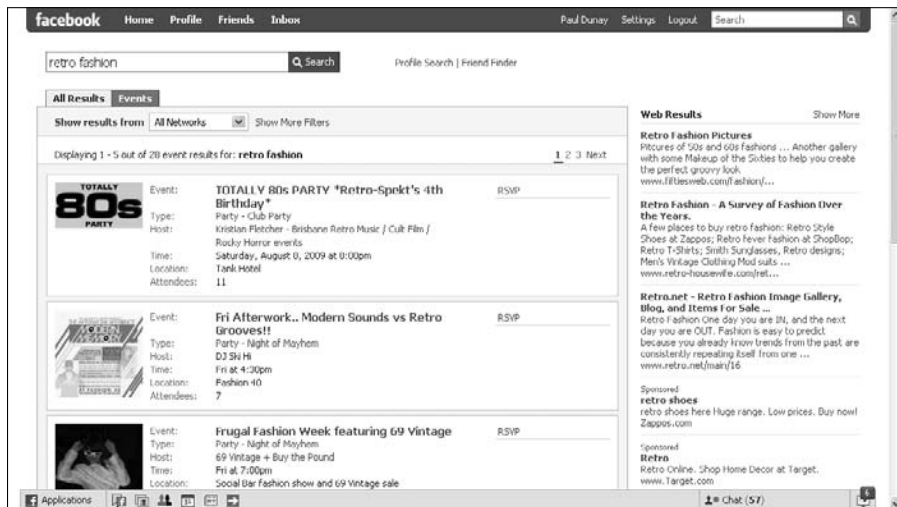 facebook Home Profile Friends Inbox Paul Dunay Settings Logout Search
retro fashion Search Profile Search | Friend Finder
All Results Events
Show results from All Networks Show More Filters
Displaying 1 - 5 out of 28 event results for: retro fashion 1 2 3 Next
TOTALLY
80s
PARTY
Event: TOTALLY 80s PARTY *Retro-Spekt's 4th
Birthday*
Type: Party - Club Party
Host: Kristian Fletcher - Brisbane Retro Music / Cult Film /
Rocky Horror events
Time: Saturday, August 8, 2009 at 8:00pm
Location: Tank Hotel
Attendees: 11
RSVP
Event: Fri Afterwork.. Modern Sounds vs Retro
Grooves!!
Type: Party - Night of Mayhem
Host: DJ Ski Hi
Time: Fri at 4:30pm
Location: Fashion 40
Attendees: 7
RSVP
Event: Frugal Fashion Week featuring 69 Vintage
Type: Party - Night of Mayhem
Host: 69 Vintage + Buy the Pound
Time: Fri at 7:00pm
Location: Social Bar fashion show and 69 Vintage sale
RSVP
Web Results Show More
Retro Fashion Pictures
Pitcures of 50s and 60s fashions ... Another gallery
with some Makeup of the Sixties to help you create
the perfect groovy look
www.fiftiesweb.com/fashion/...
Retro Fashion - A Survey of Fashion Over
the Years.
A few places to buy retro fashion: Retro Style
Shoes at Zappos; Retro fever fashion at ShopBop;
Retro T-Shirts; Smith Sunglasses, Retro designs;
Men's Vintage Clothing Mod suits ...
www.retro-housewife.com/ret...
Retro.net - Retro Fashion Image Gallery,
Blog, and Items For Sale ...
Retro Fashion One day you are IN, and the next
day you are OUT. Fashion is easy to predict
because you already know trends from the past are
consistently repeating itself from one ...
www.retro.net/main/16
Sponsored
retro shoes
retro shoes here Huge range. Low prices. Buy now!
Zappos.com
Sponsored
Retro
Retro Online. Shop Home Decor at Target.
www.Target.com
Applications Chat (57) 6